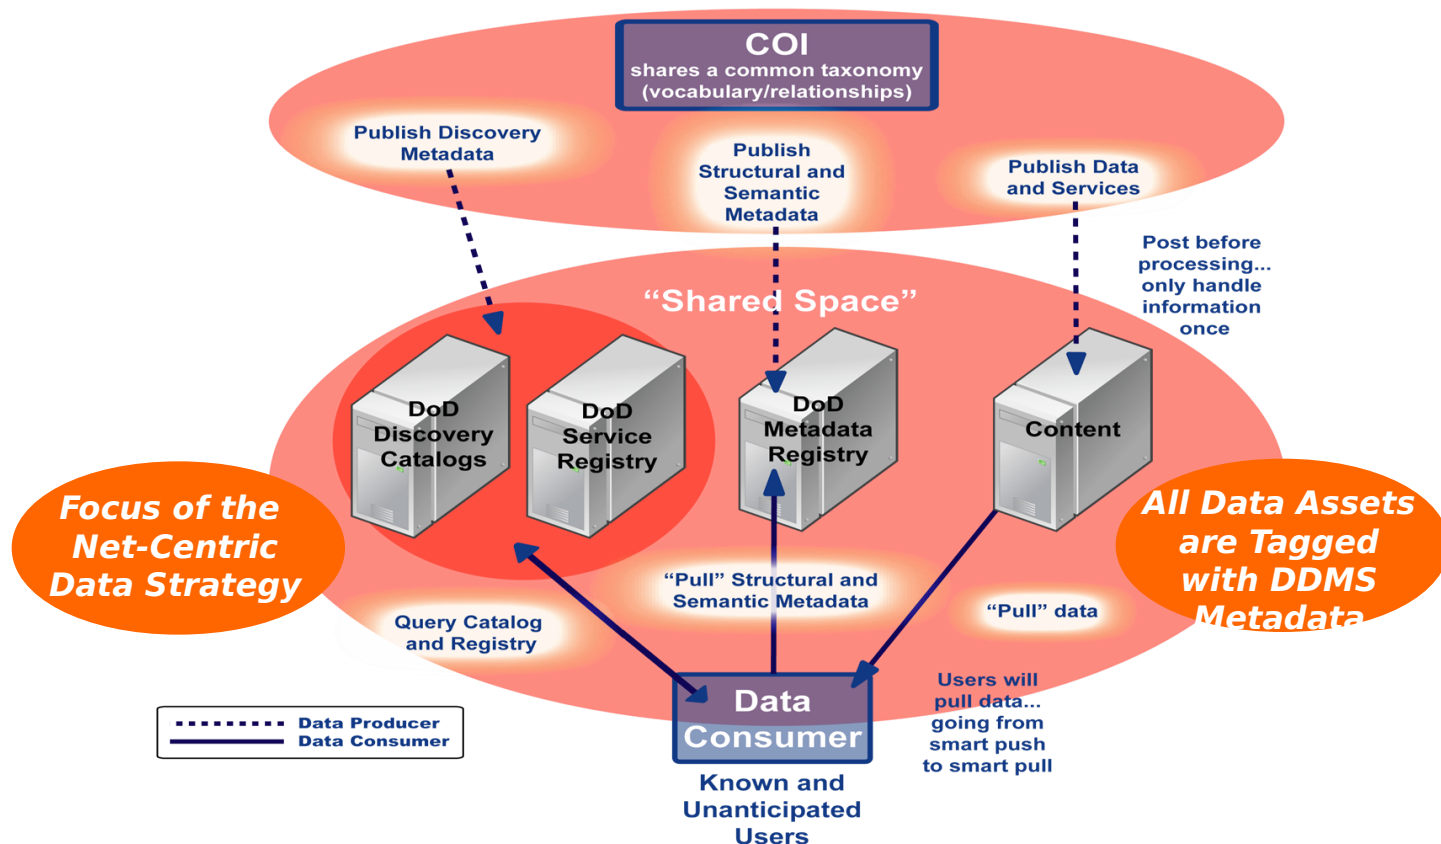 COI
shares a common taxonomy
(vocabulary/relationships)
Publish Discovery
Metadata
Publish
Structural and
Semantic
Metadata
Publish Data
and Services
Post before
processing...
only handle
information
once
“Shared Space”
DoD
Discovery
Catalogs
DoD
Service
Registry
DoD
Metadata
Registry
Content
Focus of the
Net-Centric
Data Strategy
All Data Assets
are Tagged
with DDMS
Metadata
“Pull” Structural and
Semantic Metadata
“Pull” data
Query Catalog
and Registry
Data
Consumer
Users will
pull data...
going from
smart push
to smart pull
Data Producer
Data Consumer
Known and
Unanticipated
Users